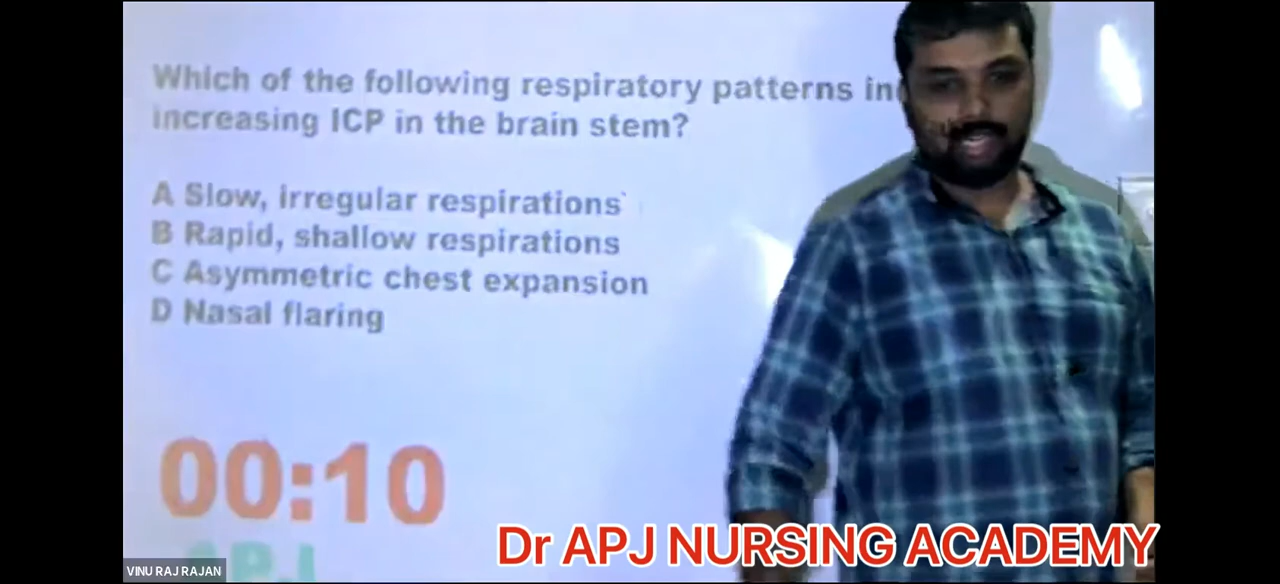 Which of the following respiratory patterns in
increasing ICP in the brain stem?
A Slow, irregular respirations`
B Rapid, shallow respirations
C Asymmetric chest expansion
D Nasal flaring
00:10
APJ
Dr APJ NURSING ACADEMY
VINU RAJ RAJAN